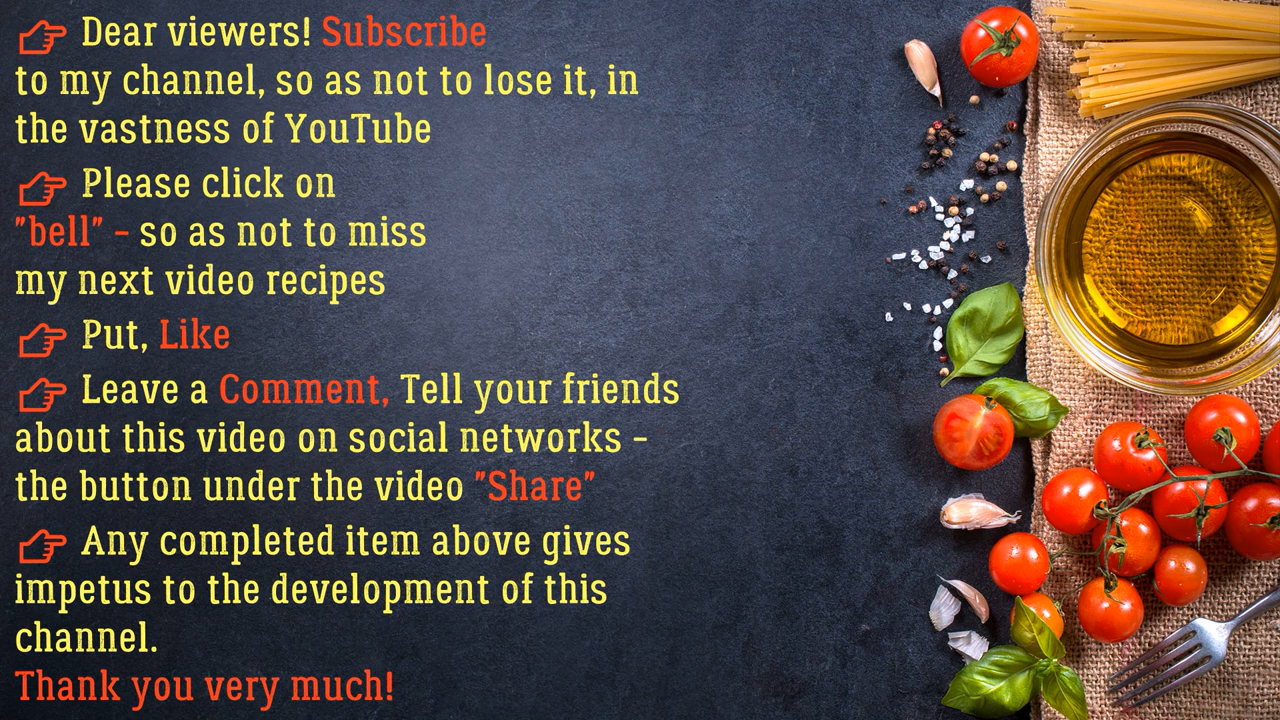 👉 Dear viewers! Subscribe
to my channel, so as not to lose it, in
the vastness of YouTube
👉 Please click on
"bell" - so as not to miss
my next video recipes
👉 Put, Like
👉 Leave a Comment, Tell your friends
about this video on social networks -
the button under the video "Share"
👉 Any completed item above gives
impetus to the development of this
channel.
Thank you very much!